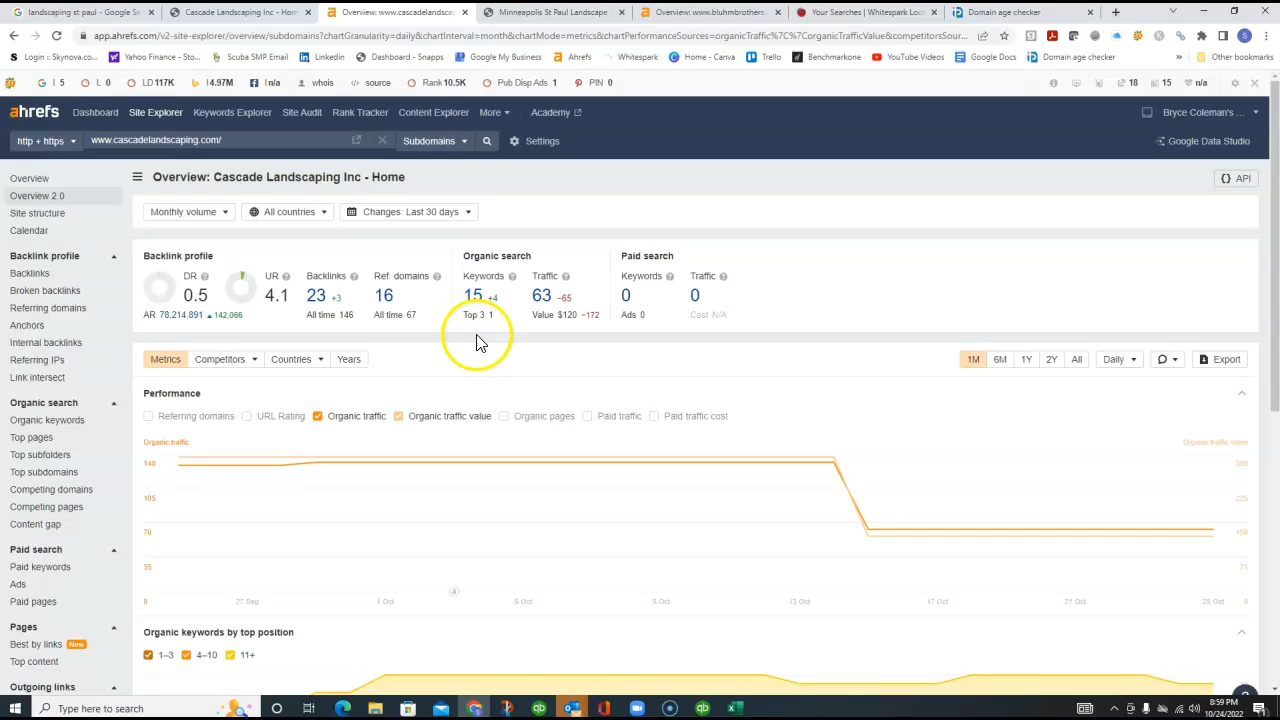 landscaping st paul - Google S
Cascade Landscaping Inc - Hom
Overview: www.cascadelandsca
Minneapolis St Paul Landscape
Overview: www.bluhmbrothers.
Your Searches | Whitespark Loc
Domain age checker
app.ahrefs.com/v2-site-explorer/overview/subdomains?chartGranularity=daily&chartInterval=month&chartMode=metrics&chartPerformanceSources=organicTraffic%7C%7CorganicTrafficValue&competitorsSour...
Login :: Skynova.co...
Yahoo Finance - Sto...
Scuba SMP Email
LinkedIn
Dashboard - Snapps
Google My Business
Ahrefs
Whitespark
Home - Canva
Trello
Benchmarkone
YouTube Videos
Google Docs
Domain age checker
»
Other bookmarks
I 5
L 0
LD 117K
I 4.97M
n/a
whois
source
Rank 10.5K
Pub Disp Ads 1
PIN 0
18
15
n/a
ahrefs
Dashboard
Site Explorer
Keywords Explorer
Site Audit
Rank Tracker
Content Explorer
More
Academy
Bryce Coleman's ...
http + https
www.cascadelandscaping.com/
Subdomains
Settings
Google Data Studio
Overview
Overview 2.0
Site structure
Calendar
Backlink profile
Backlinks
Broken backlinks
Referring domains
Anchors
Internal backlinks
Referring IPs
Link intersect
Organic search
Organic keywords
Top pages
Top subfolders
Top subdomains
Competing domains
Competing pages
Content gap
Paid search
Paid keywords
Ads
Paid pages
Pages
Best by links New
Top content
Outgoing links
Overview: Cascade Landscaping Inc - Home
{} API
Monthly volume
All countries
Changes: Last 30 days
Backlink profile
DR
0.5
AR 78,214,891 ▲ 142,066
UR
4.1
Backlinks
23 +3
All time 146
Ref. domains
16
All time 67
Organic search
Keywords
15 +4
Top 3 1
Traffic
63 −65
Value $120 −172
Paid search
Keywords
0
Ads 0
Traffic
0
Cost N/A
Metrics
Competitors
Countries
Years
1M
6M
1Y
2Y
All
Daily
Export
Performance
Referring domains
URL Rating
Organic traffic
Organic traffic value
Organic pages
Paid traffic
Paid traffic cost
Organic traffic
Organic traffic value
140
300
105
225
70
150
35
75
0
0
27 Sep
1 Oct
5 Oct
9 Oct
13 Oct
17 Oct
21 Oct
25 Oct
a
Organic keywords by top position
1–3
4–10
11+
Type here to search
8:59 PM
10/24/2022